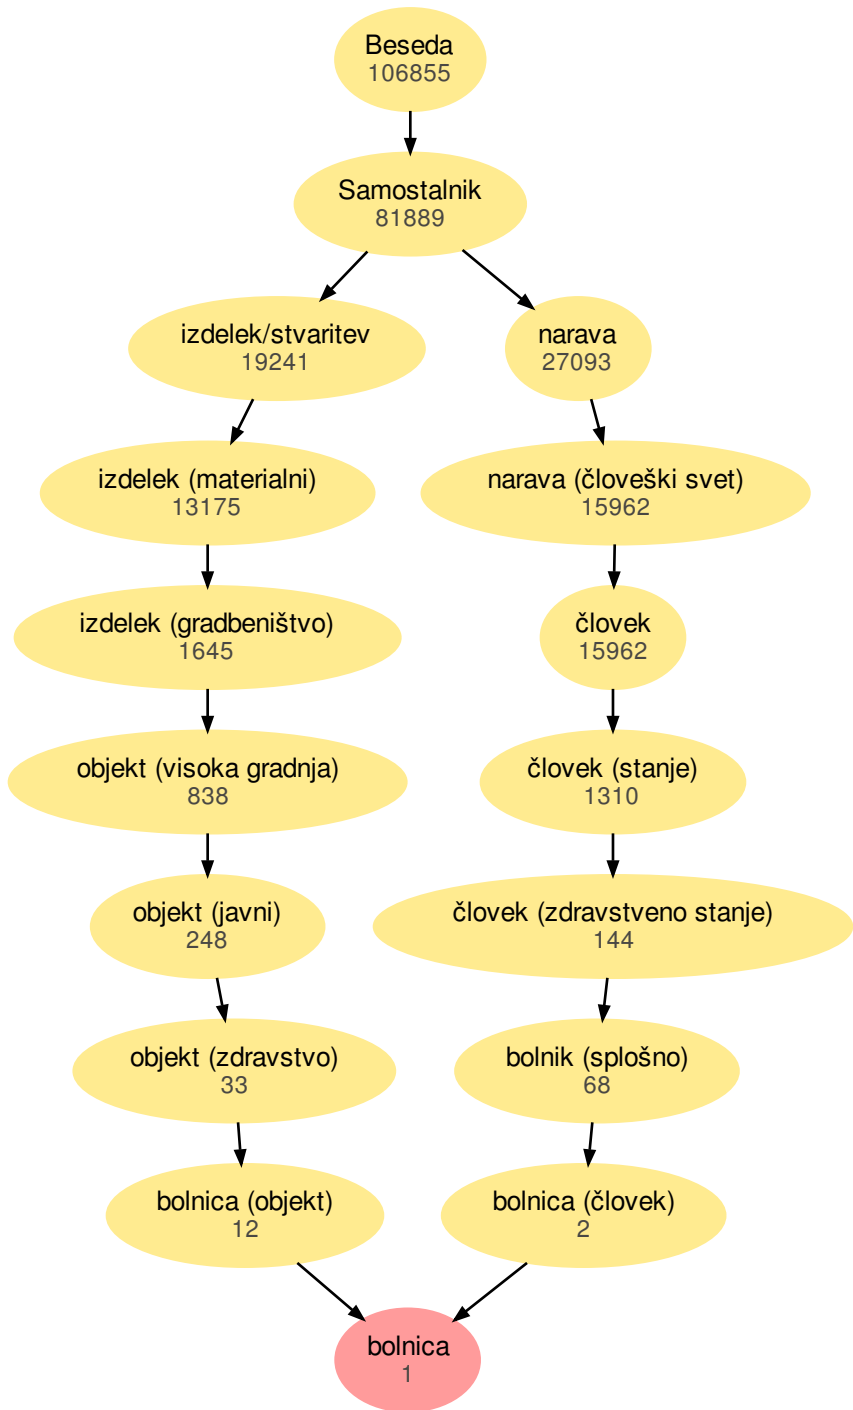 Beseda
106855
Samostalnik
81889
izdelek/stvaritev
19241
narava
27093
izdelek (materialni)
13175
narava (človeški svet)
15962
izdelek (gradbeništvo)
1645
človek
15962
objekt (visoka gradnja)
838
človek (stanje)
1310
objekt (javni)
248
človek (zdravstveno stanje)
144
objekt (zdravstvo)
33
bolnik (splošno)
68
bolnica (objekt)
12
bolnica (človek)
2
bolnica
1